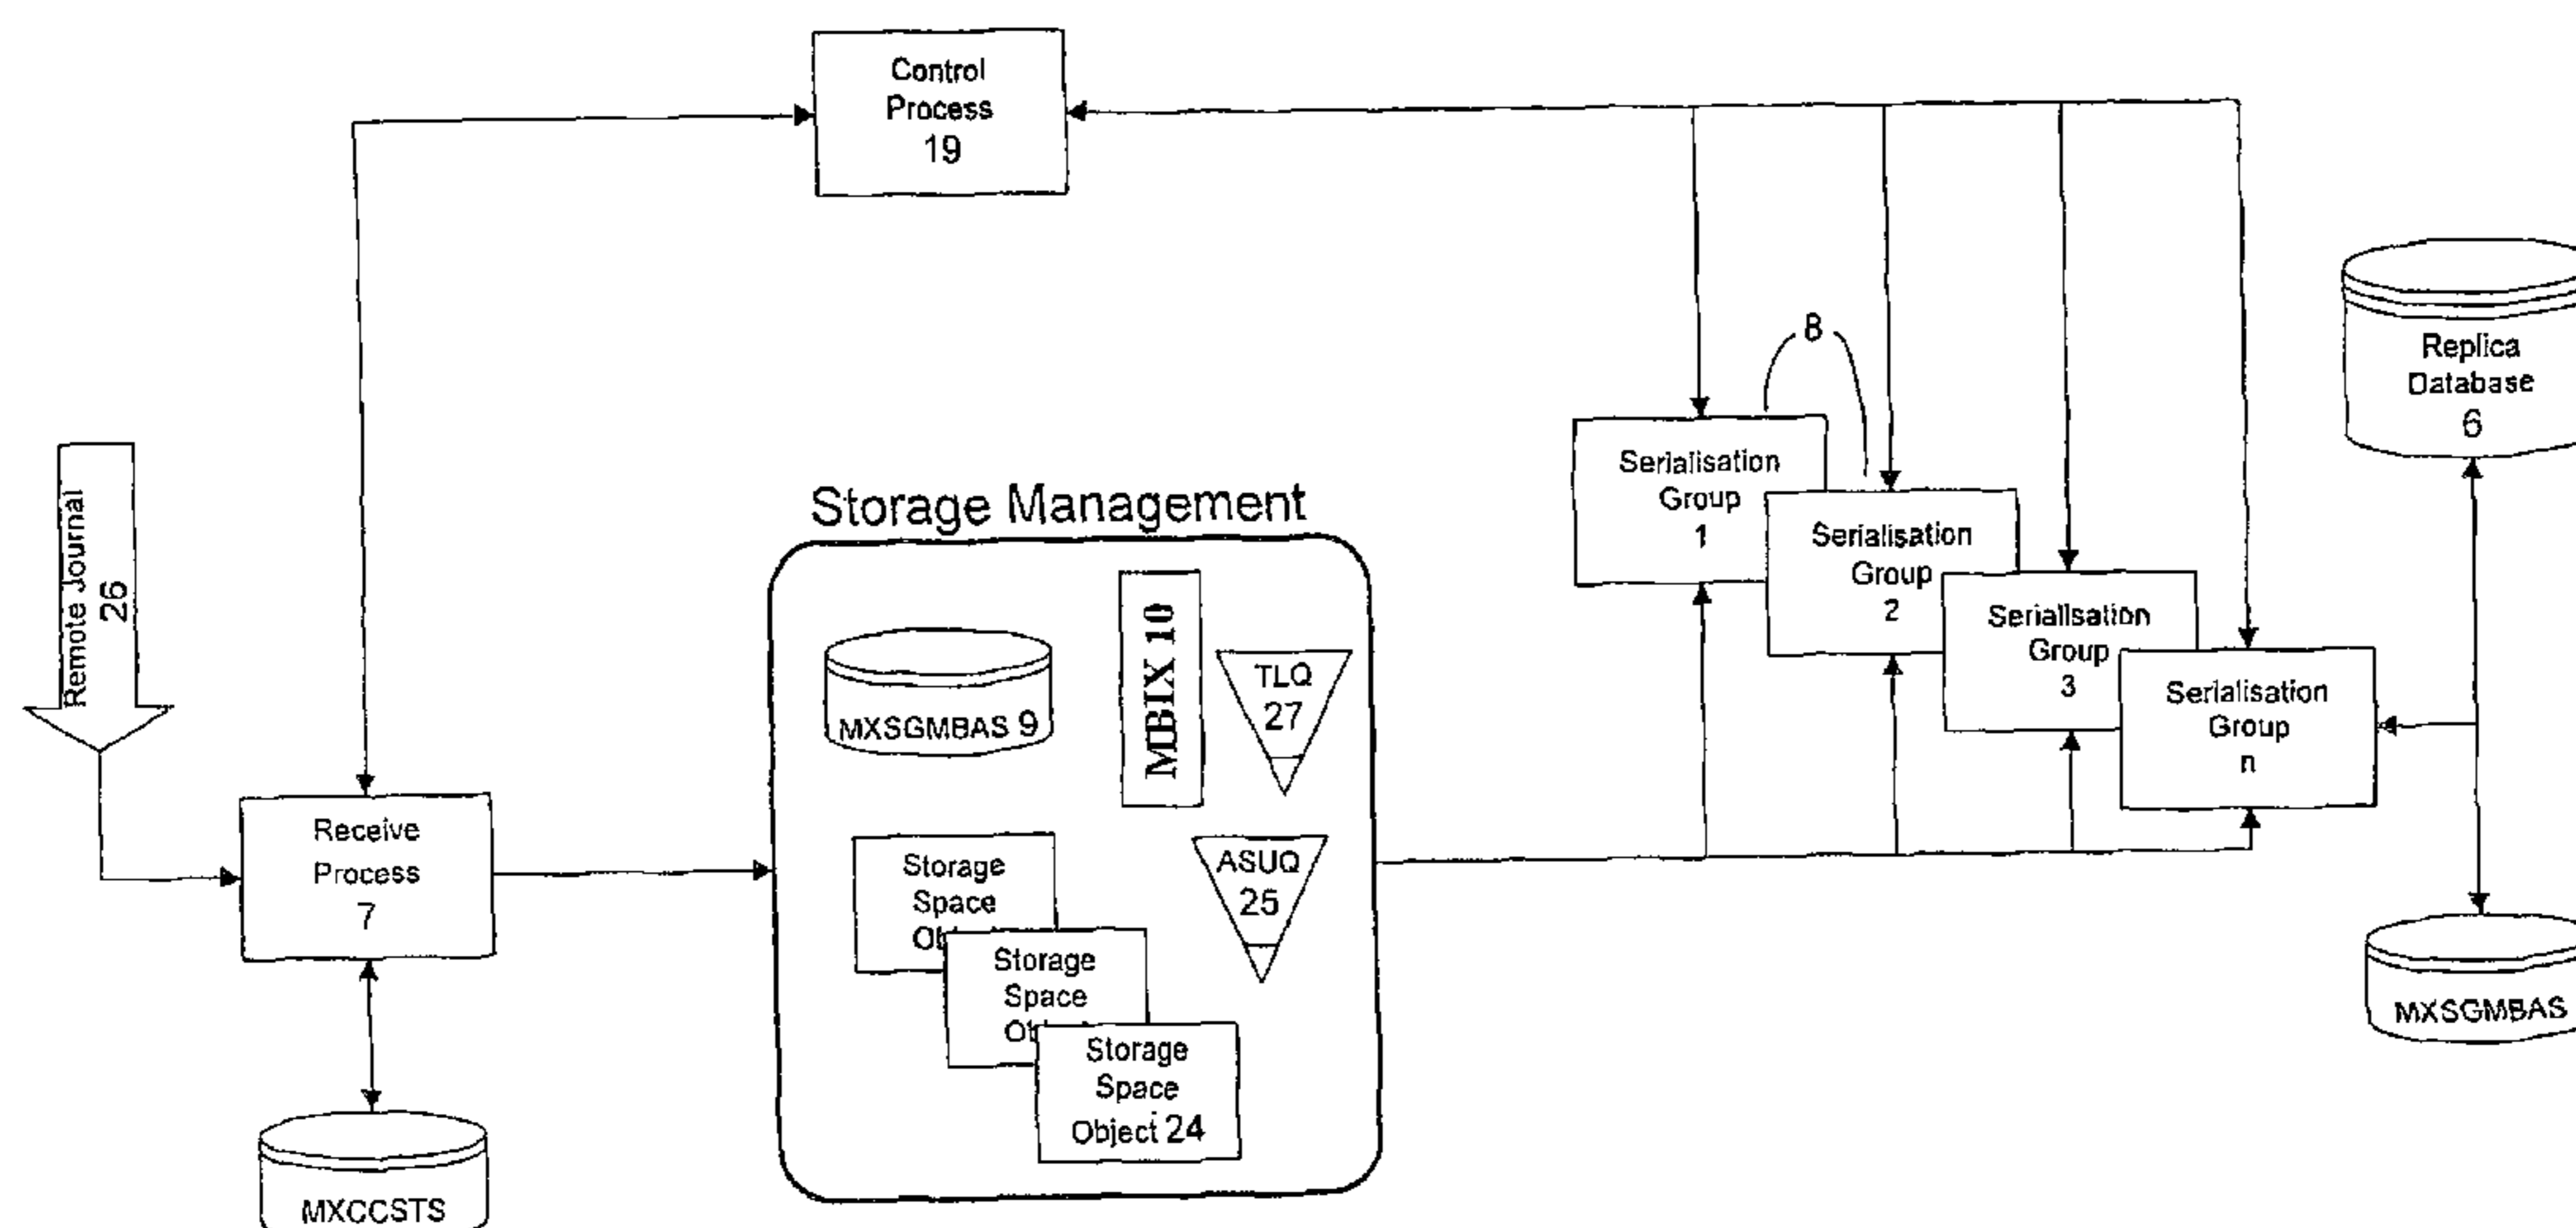 Control
Process
19
8
Replica
Database
6
Serialisation
Group
1
Serialisation
Group
2
Serialisation
Group
3
Serialisation
Group
n
Remote Journal
26
Storage Management
MXSGMBAS 9
MBIX 10
TLQ
27
Receive
Process
7
ASUQ
25
Storage
Space
Storage
Space
Storage
Space
Object 24
MXSGMBAS
MXCCSTS